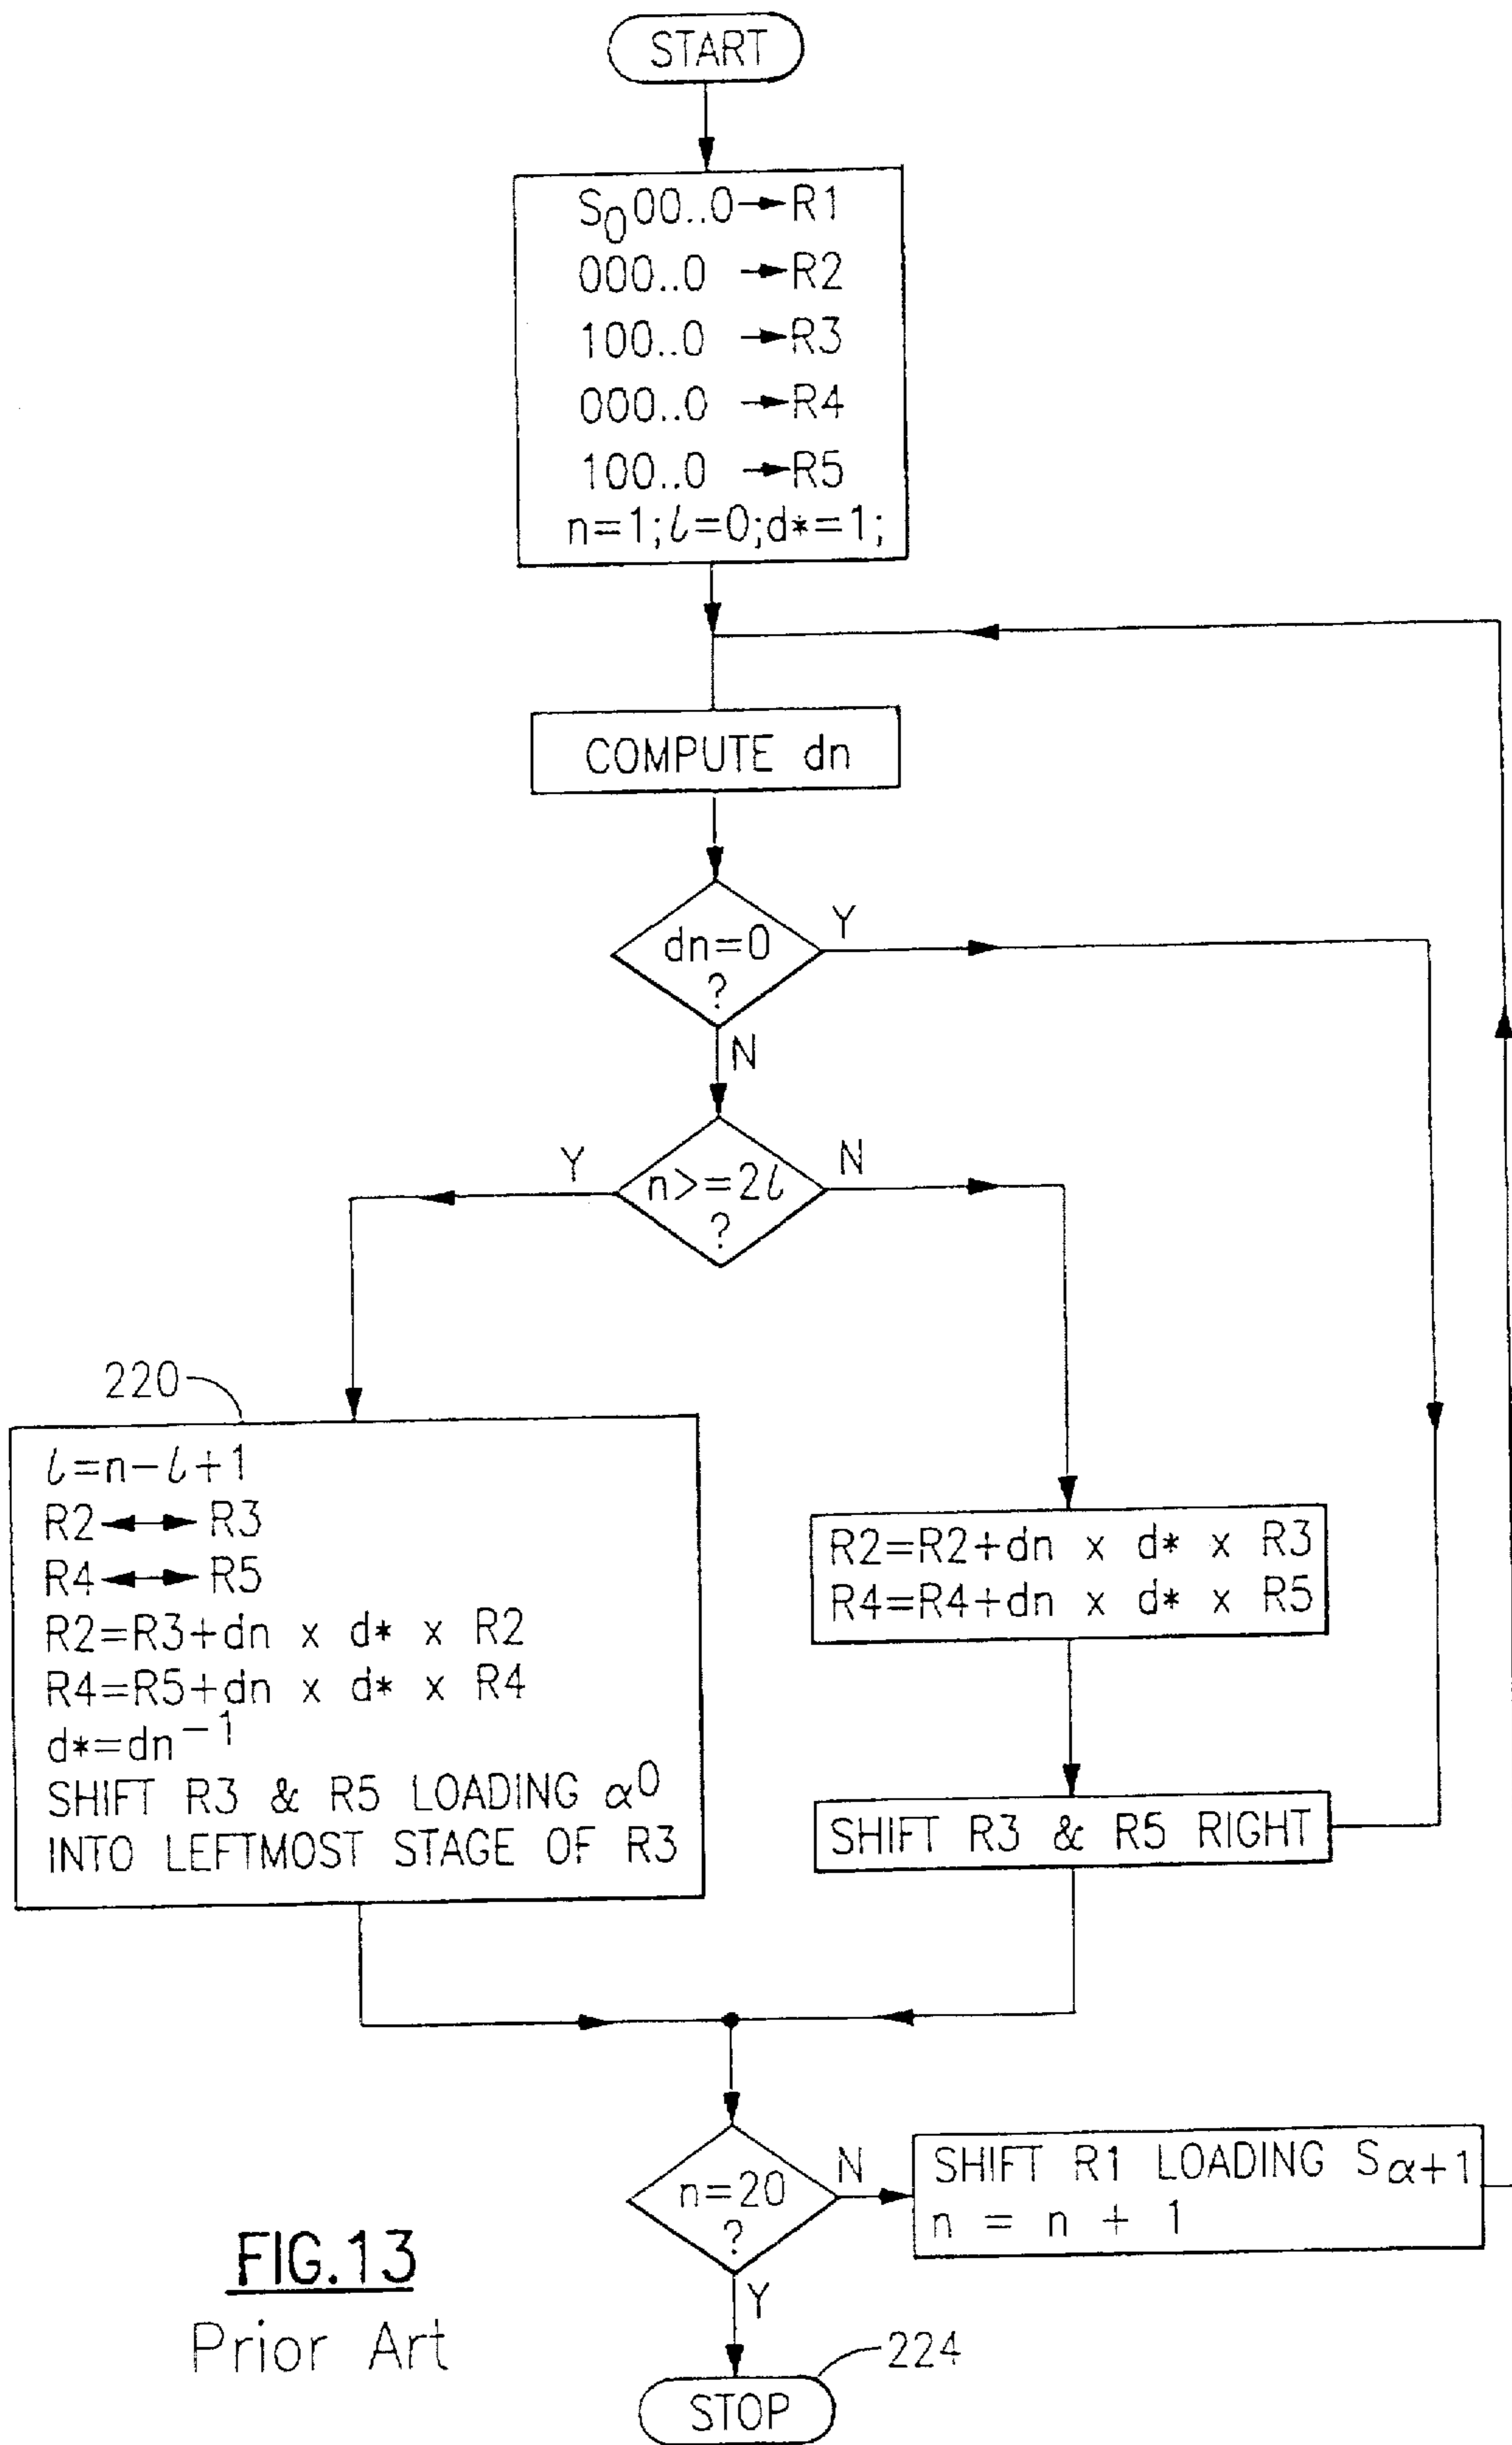 START
S₀00..0→R1
000..0 →R2
100..0 →R3
000..0 →R4
100..0 →R5
n=1;ℓ=0;d*=1;
COMPUTE dn
dn=0
?
Y
N
n>=2ℓ
?
Y
N
220
ℓ=n-ℓ+1
R2↔R3
R4↔R5
R2=R3+dn x d* x R2
R4=R5+dn x d* x R4
d*=dn⁻¹
SHIFT R3 & R5 LOADING α⁰
INTO LEFTMOST STAGE OF R3
R2=R2+dn x d* x R3
R4=R4+dn x d* x R5
SHIFT R3 & R5 RIGHT
n=20
?
N
Y
SHIFT R1 LOADING Sα+1
n = n + 1
STOP
224
FIG.13
Prior Art